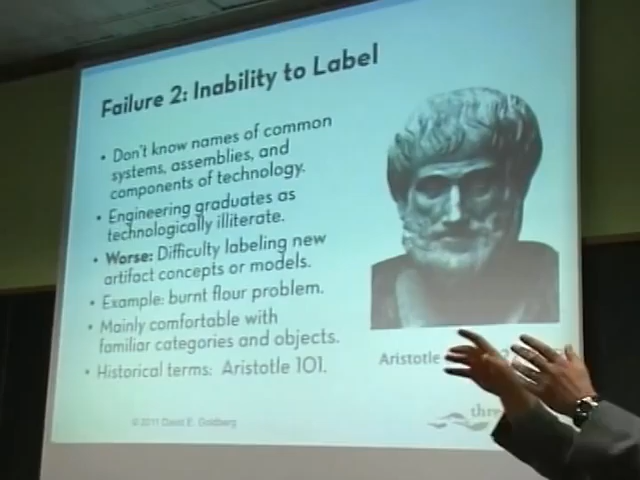 Failure 2: Inability to Label
• Don't know names of common
systems, assemblies, and
components of technology.
• Engineering graduates as
technologically illiterate.
• Worse: Difficulty labeling new
artifact concepts or models.
• Example: burnt flour problem.
• Mainly comfortable with
familiar categories and objects.
• Historical terms: Aristotle 101.
Aristotle
© 2011 David E. Goldberg